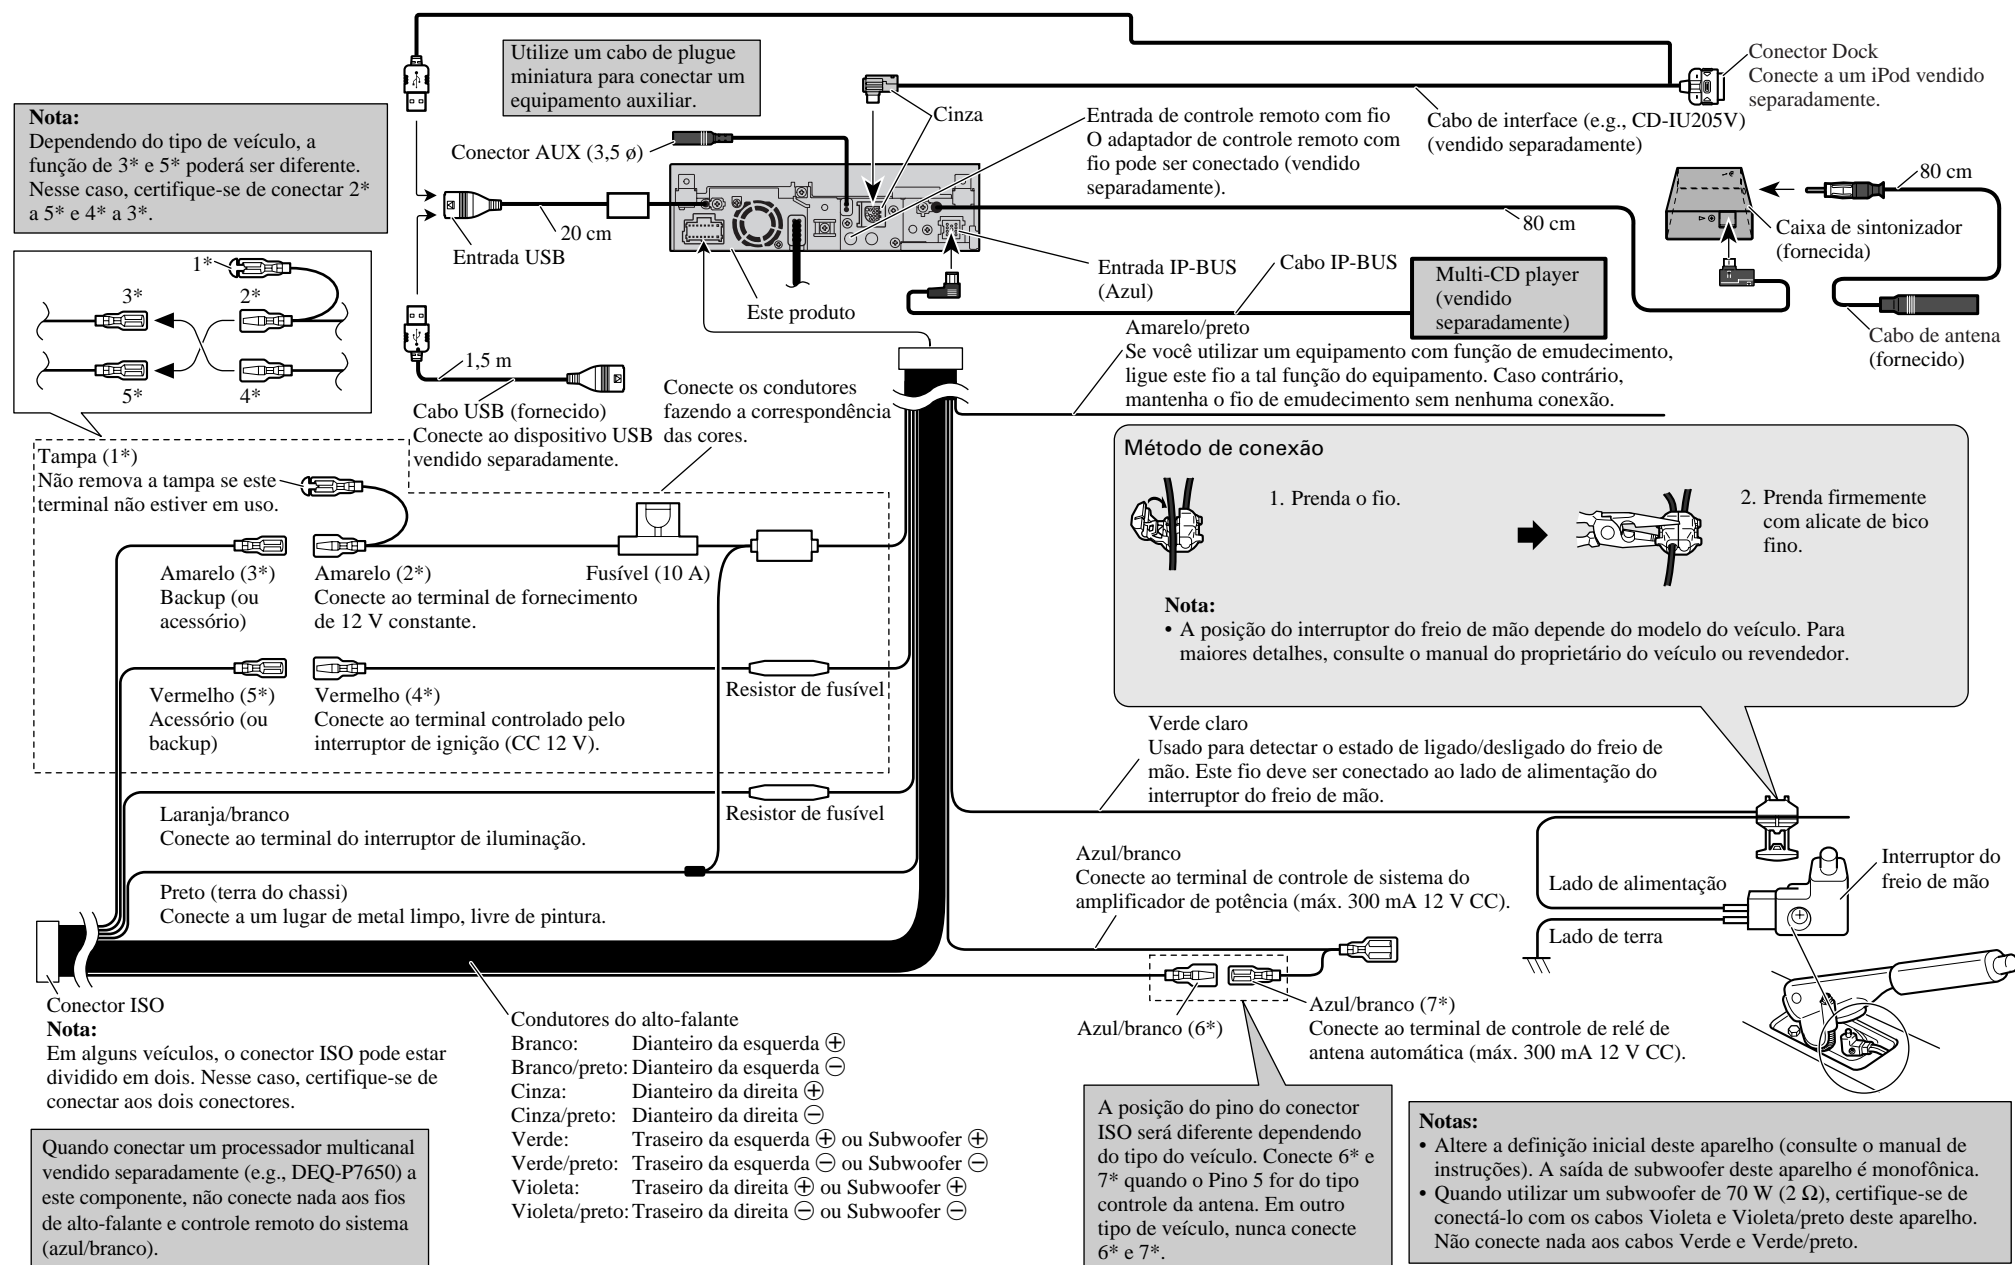 Utilize um cabo de plugue
miniatura para conectar um
equipamento auxiliar.
Conector Dock
Conecte a um iPod vendido
separadamente.
Nota:
Dependendo do tipo de veículo, a
função de 3* e 5* poderá ser diferente.
Nesse caso, certifique-se de conectar 2*
a 5* e 4* a 3*.
Conector AUX (3,5 ø)
Cinza
Entrada de controle remoto com fio
O adaptador de controle remoto com
fio pode ser conectado (vendido
separadamente).
Cabo de interface (e.g., CD-IU205V)
(vendido separadamente)
80 cm
20 cm
Entrada USB
80 cm
Caixa de sintonizador
(fornecida)
1*
3*
2*
5*
4*
Este produto
Entrada IP-BUS
(Azul)
Cabo IP-BUS
Multi-CD player
(vendido
separadamente)
Cabo de antena
(fornecido)
1,5 m
Cabo USB (fornecido)
Conecte ao dispositivo USB
vendido separadamente.
Conecte os condutores
fazendo a correspondência
das cores.
Amarelo/preto
Se você utilizar um equipamento com função de emudecimento,
ligue este fio a tal função do equipamento. Caso contrário,
mantenha o fio de emudecimento sem nenhuma conexão.
Tampa (1*)
Não remova a tampa se este
terminal não estiver em uso.
Método de conexão
1. Prenda o fio.
2. Prenda firmemente
com alicate de bico
fino.
Nota:
• A posição do interruptor do freio de mão depende do modelo do veículo. Para
maiores detalhes, consulte o manual do proprietário do veículo ou revendedor.
Amarelo (3*)
Backup (ou
acessório)
Amarelo (2*)
Conecte ao terminal de fornecimento
de 12 V constante.
Fusível (10 A)
Vermelho (5*)
Acessório (ou
backup)
Vermelho (4*)
Conecte ao terminal controlado pelo
interruptor de ignição (CC 12 V).
Resistor de fusível
Verde claro
Usado para detectar o estado de ligado/desligado do freio de
mão. Este fio deve ser conectado ao lado de alimentação do
interruptor do freio de mão.
Laranja/branco
Conecte ao terminal do interruptor de iluminação.
Resistor de fusível
Preto (terra do chassi)
Conecte a um lugar de metal limpo, livre de pintura.
Azul/branco
Conecte ao terminal de controle de sistema do
amplificador de potência (máx. 300 mA 12 V CC).
Lado de alimentação
Lado de terra
Interruptor do
freio de mão
Conector ISO
Nota:
Em alguns veículos, o conector ISO pode estar
dividido em dois. Nesse caso, certifique-se de
conectar aos dois conectores.
Condutores do alto-falante
Branco: Dianteiro da esquerda ⊕
Branco/preto: Dianteiro da esquerda ⊖
Cinza: Dianteiro da direita ⊕
Cinza/preto: Dianteiro da direita ⊖
Verde: Traseiro da esquerda ⊕ ou Subwoofer ⊕
Verde/preto: Traseiro da esquerda ⊖ ou Subwoofer ⊖
Violeta: Traseiro da direita ⊕ ou Subwoofer ⊕
Violeta/preto: Traseiro da direita ⊖ ou Subwoofer ⊖
Azul/branco (6*)
Azul/branco (7*)
Conecte ao terminal de controle de relé de
antena automática (máx. 300 mA 12 V CC).
Quando conectar um processador multicanal
vendido separadamente (e.g., DEQ-P7650) a
este componente, não conecte nada aos fios
de alto-falante e controle remoto do sistema
(azul/branco).
A posição do pino do conector
ISO será diferente dependendo
do tipo do veículo. Conecte 6* e
7* quando o Pino 5 for do tipo
controle da antena. Em outro
tipo de veículo, nunca conecte
6* e 7*.
Notas:
• Altere a definição inicial deste aparelho (consulte o manual de
instruções). A saída de subwoofer deste aparelho é monofônica.
• Quando utilizar um subwoofer de 70 W (2 Ω), certifique-se de
conectá-lo com os cabos Violeta e Violeta/preto deste aparelho.
Não conecte nada aos cabos Verde e Verde/preto.